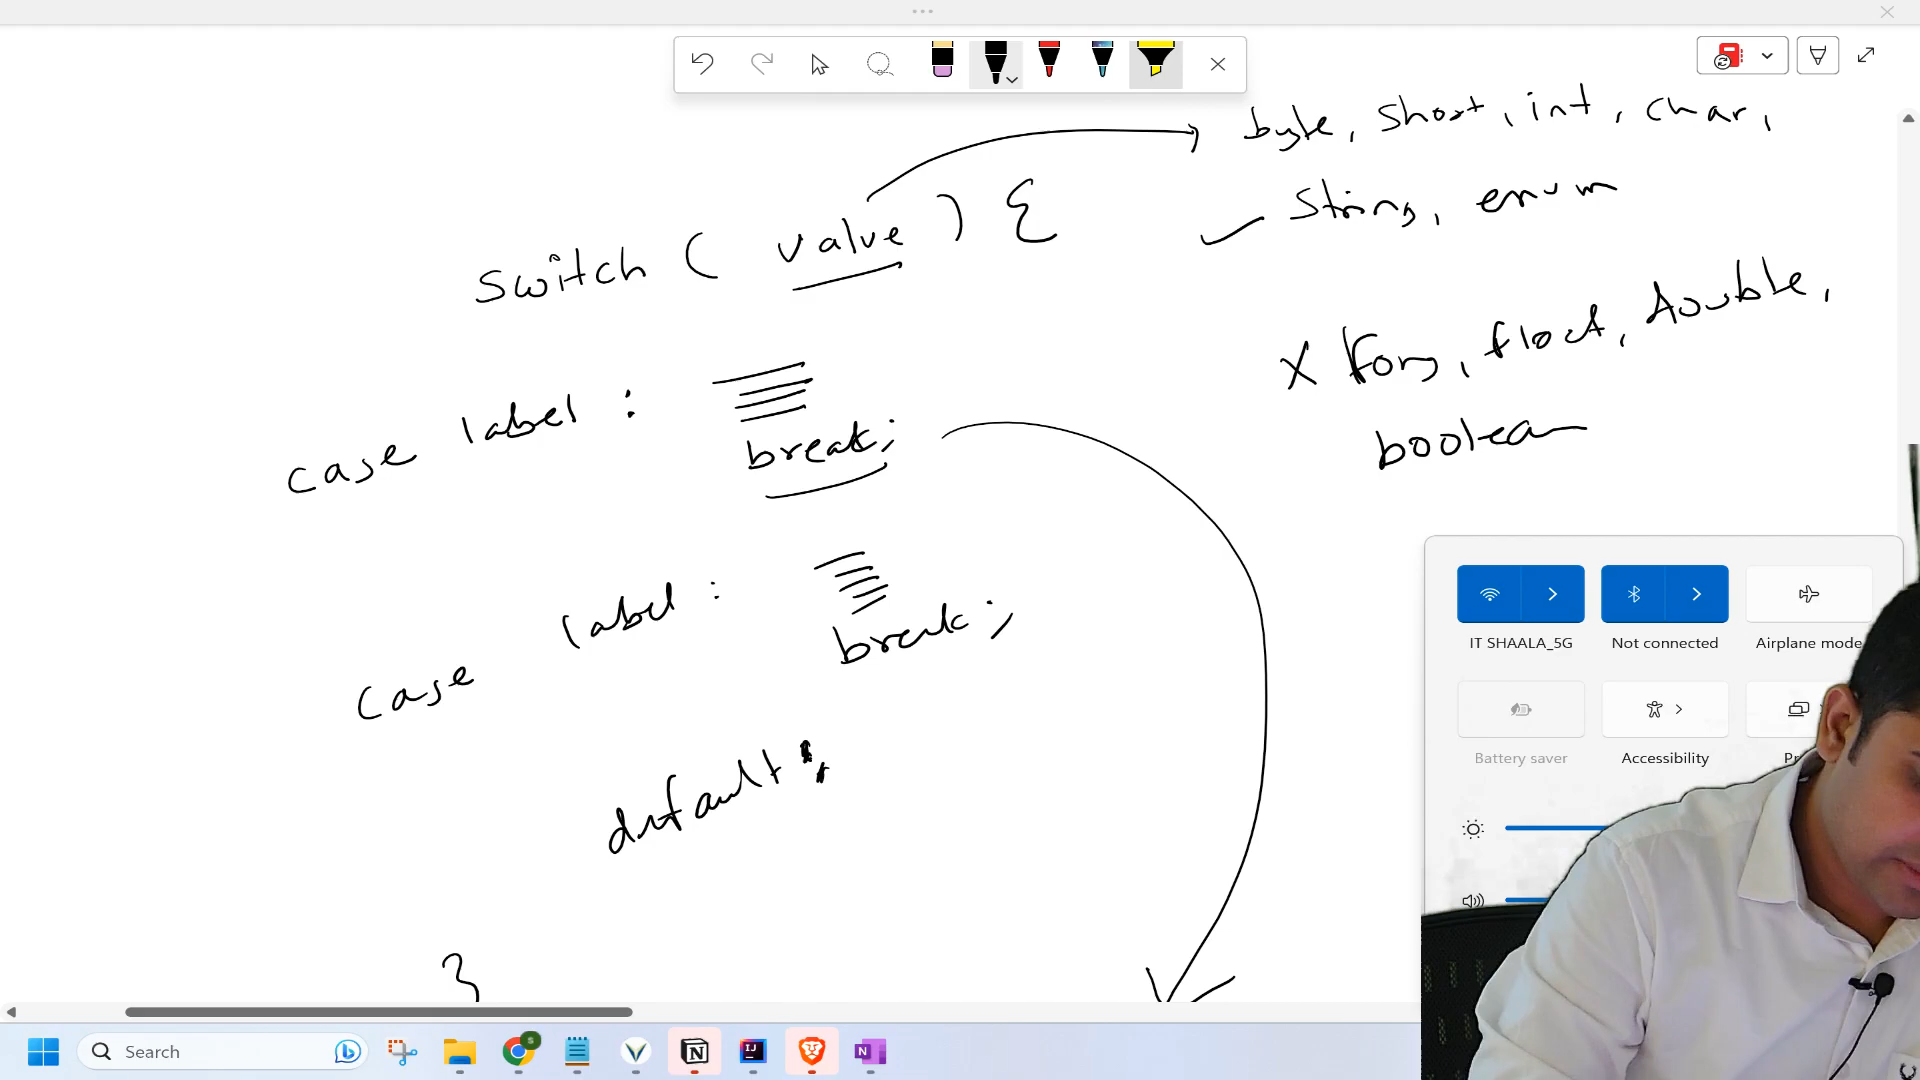 byte, short, int, char,
switch ( value ) {
String, enum
X long, float, double,
boolean
case label :
break;
case label :
break;
default :
}
IT SHAALA_5G
Not connected
Airplane mode
Battery saver
Accessibility
Search